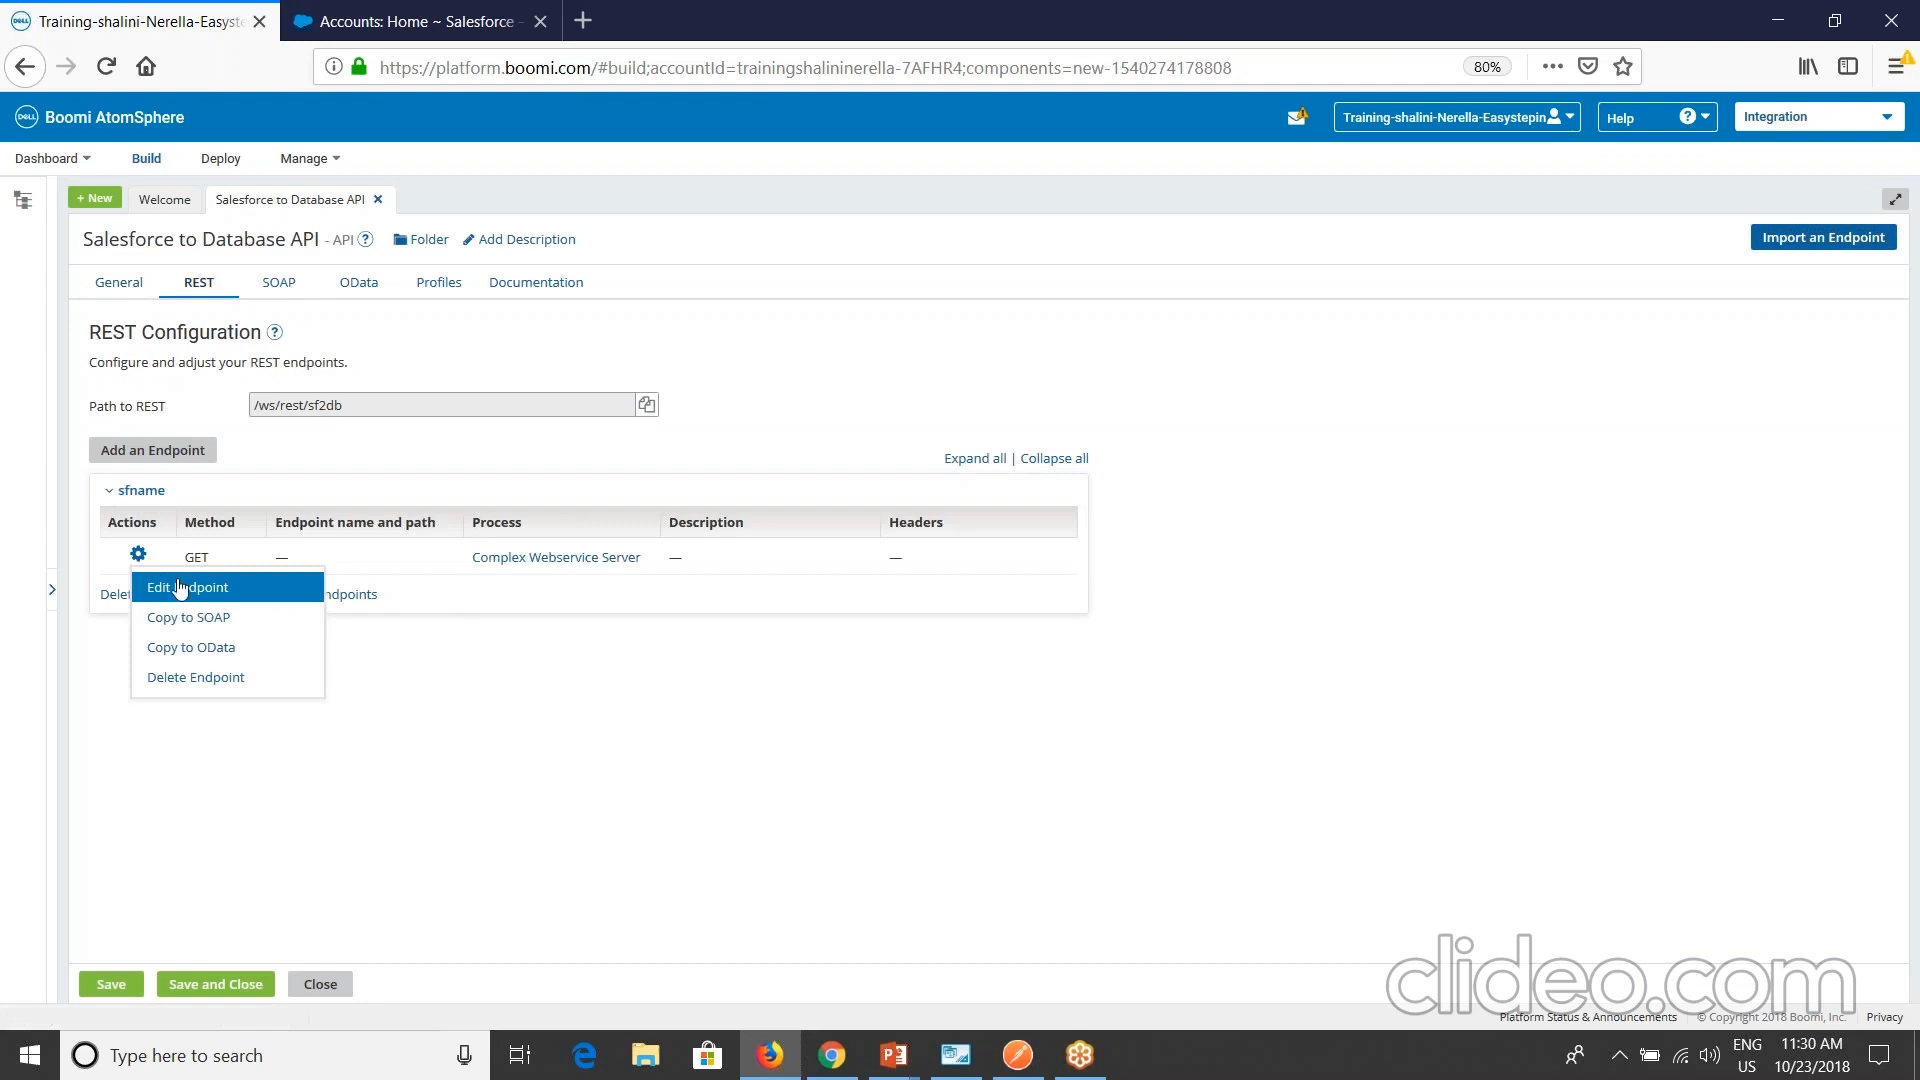 Training-shalini-Nerella-Easyste
Accounts: Home ~ Salesforce -
https://platform.boomi.com/#build;accountId=trainingshalininerella-7AFHR4;components=new-1540274178808
80%
DELL
Boomi AtomSphere
Training-shalini-Nerella-Easystepin
Help
Integration
Dashboard
Build
Deploy
Manage
+ New
Welcome
Salesforce to Database API
Salesforce to Database API - API
Folder
Add Description
Import an Endpoint
General
REST
SOAP
OData
Profiles
Documentation
REST Configuration
Configure and adjust your REST endpoints.
Path to REST
/ws/rest/sf2db
Add an Endpoint
Expand all | Collapse all
sfname
Actions
Method
Endpoint name and path
Process
Description
Headers
GET
—
Complex Webservice Server
—
—
Edit
Copy to SOAP
Copy to OData
Delete Endpoint
Save
Save and Close
Close
clideo.com
Platform Status & Announcements
© Copyright 2018 Boomi, Inc.
Privacy
Type here to search
ENG
US
11:30 AM
10/23/2018